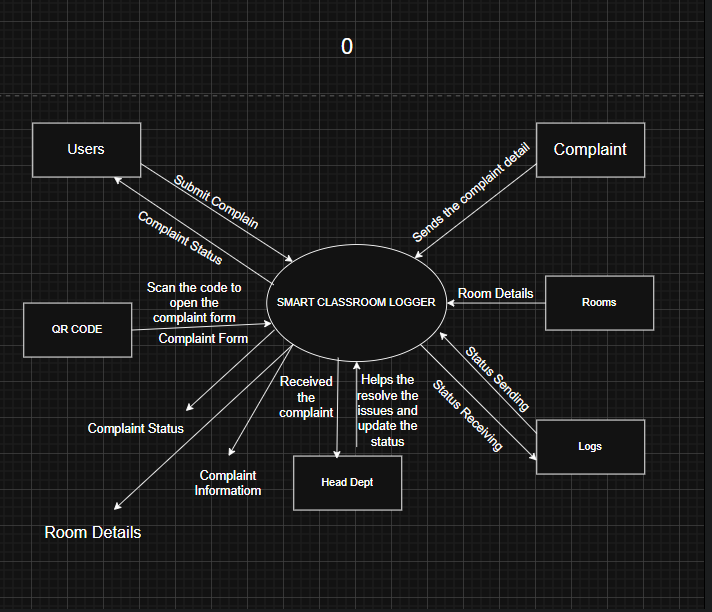 0
Users
Complaint
Submit Complain
Complaint Status
Sends the complaint detail
SMART CLASSROOM LOGGER
Scan the code to
open the
complaint form
QR CODE
Complaint Form
Room Details
Rooms
Complaint Status
Complaint
Informatiom
Room Details
Received
the
complaint
Helps the
resolve the
issues and
update the
status
Head Dept
Status Sending
Status Receiving
Logs